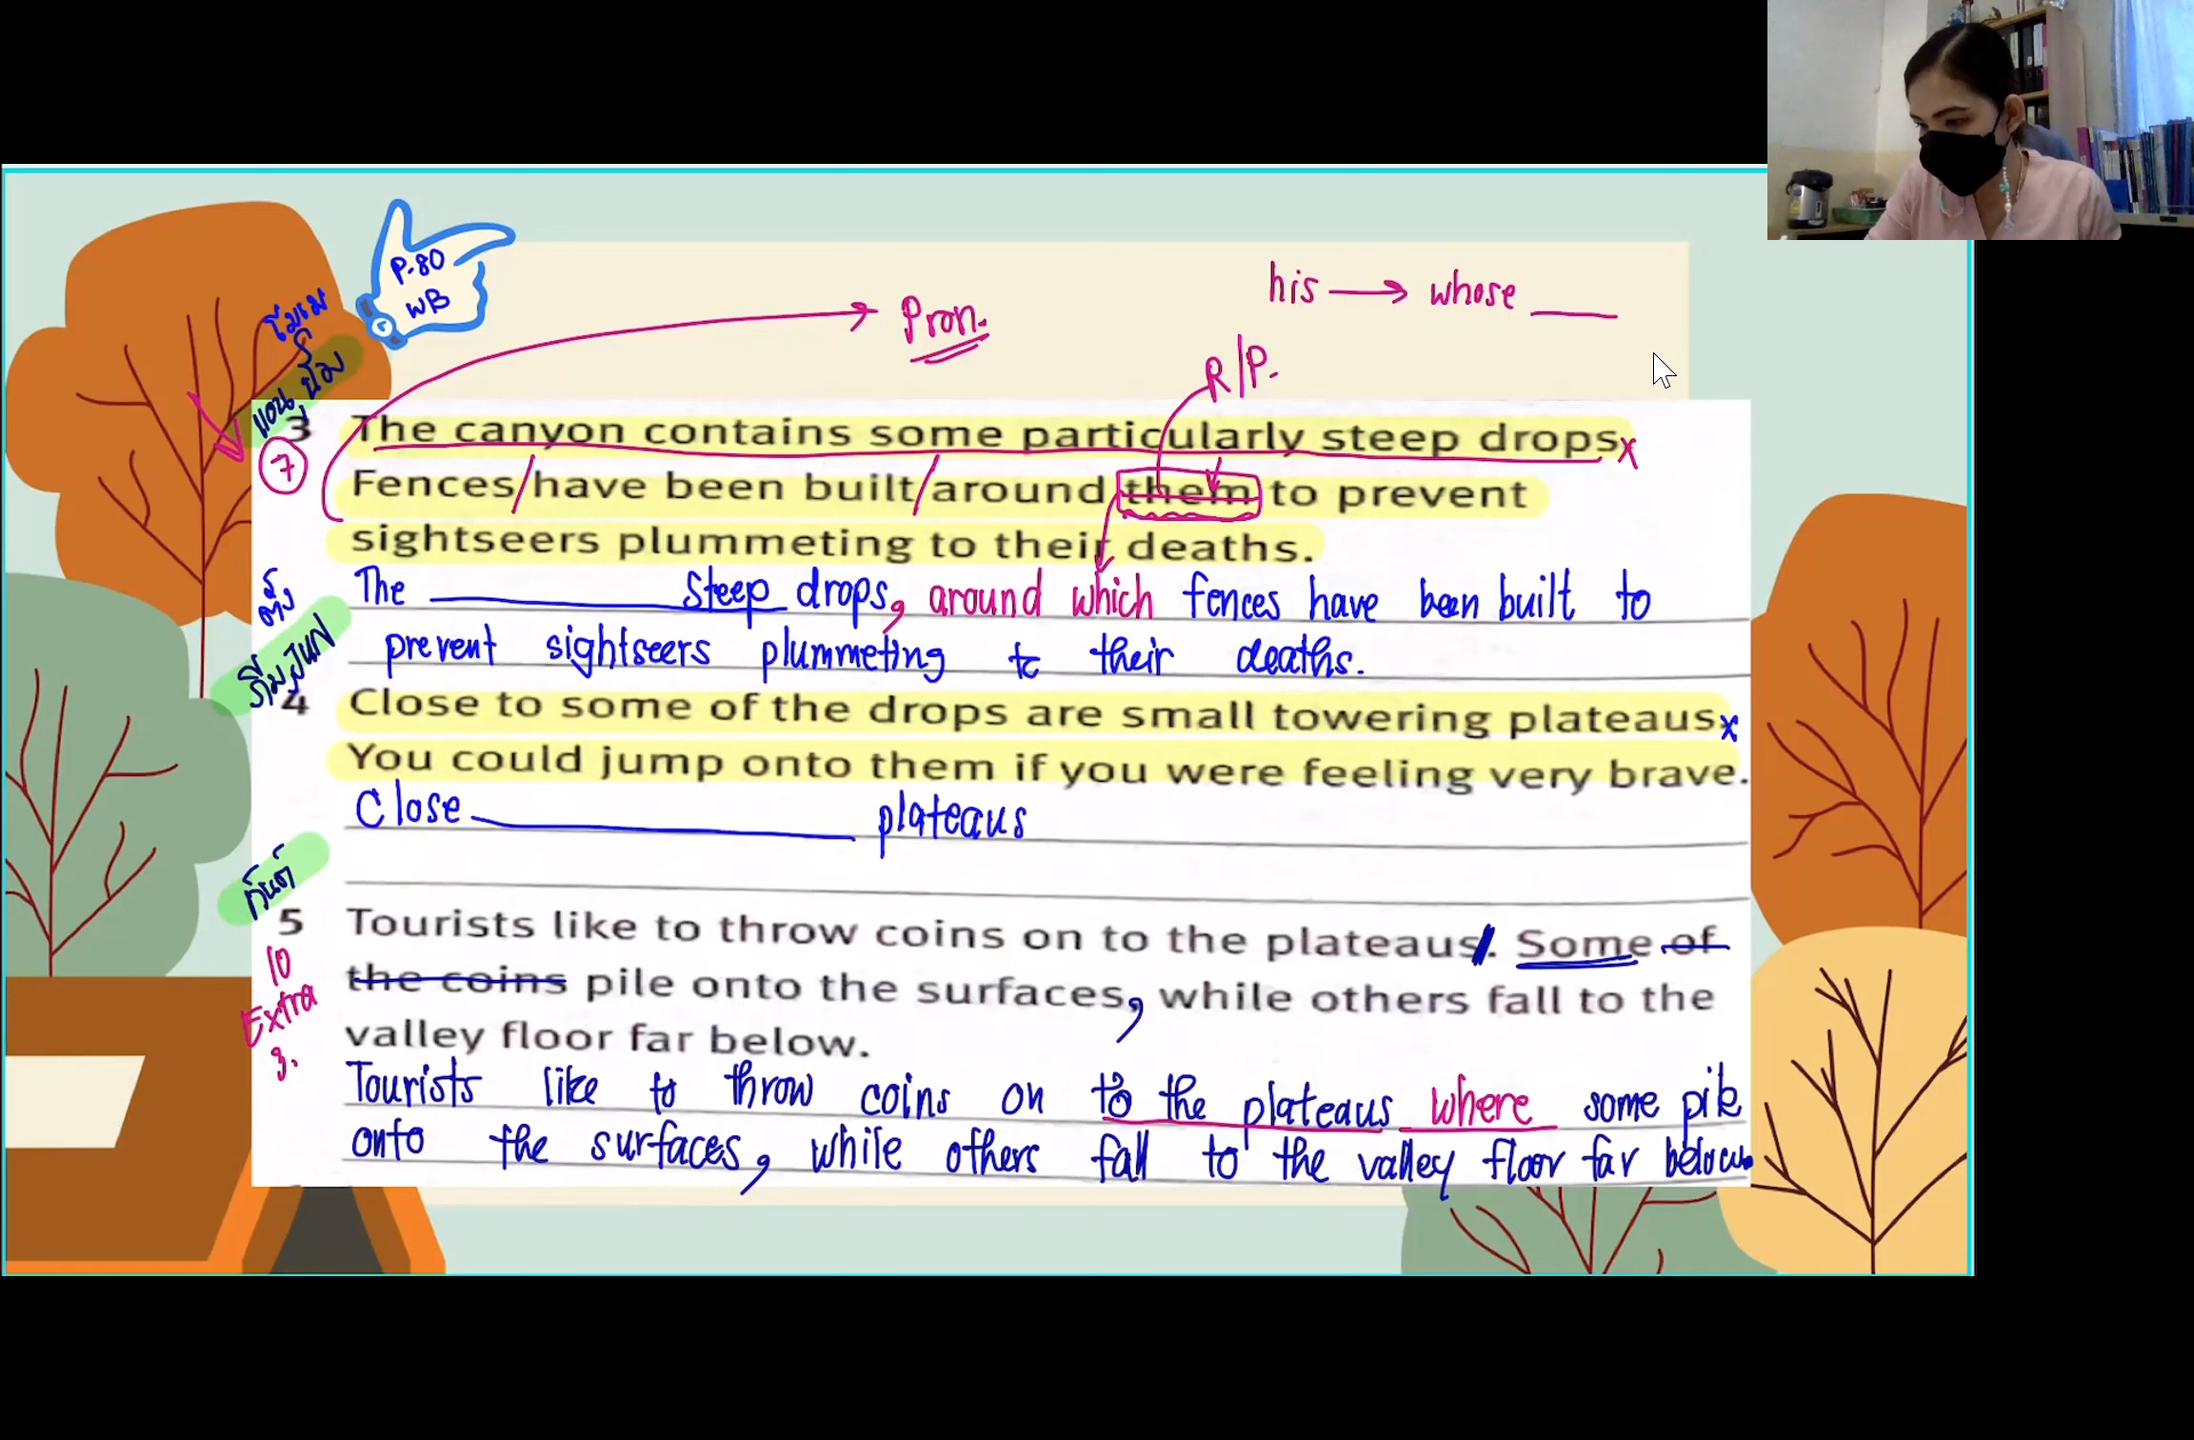 P.80
WB
his → whose ____
Pron.
R/P.
3 The canyon contains some particularly steep drops x
7 Fences/have been built/around them to prevent
sightseers plummeting to their deaths.
The ________ steep drops, around which fences have been built to
prevent sightseers plummeting to their deaths.
4 Close to some of the drops are small towering plateaus x
You could jump onto them if you were feeling very brave.
Close ________ plateaus
5 Tourists like to throw coins on to the plateaus. Some of
the coins pile onto the surfaces, while others fall to the
valley floor far below.
10
Extra
3.
Tourists like to throw coins on to the plateaus where some pile
onto the surfaces, while others fall to the valley floor far below.